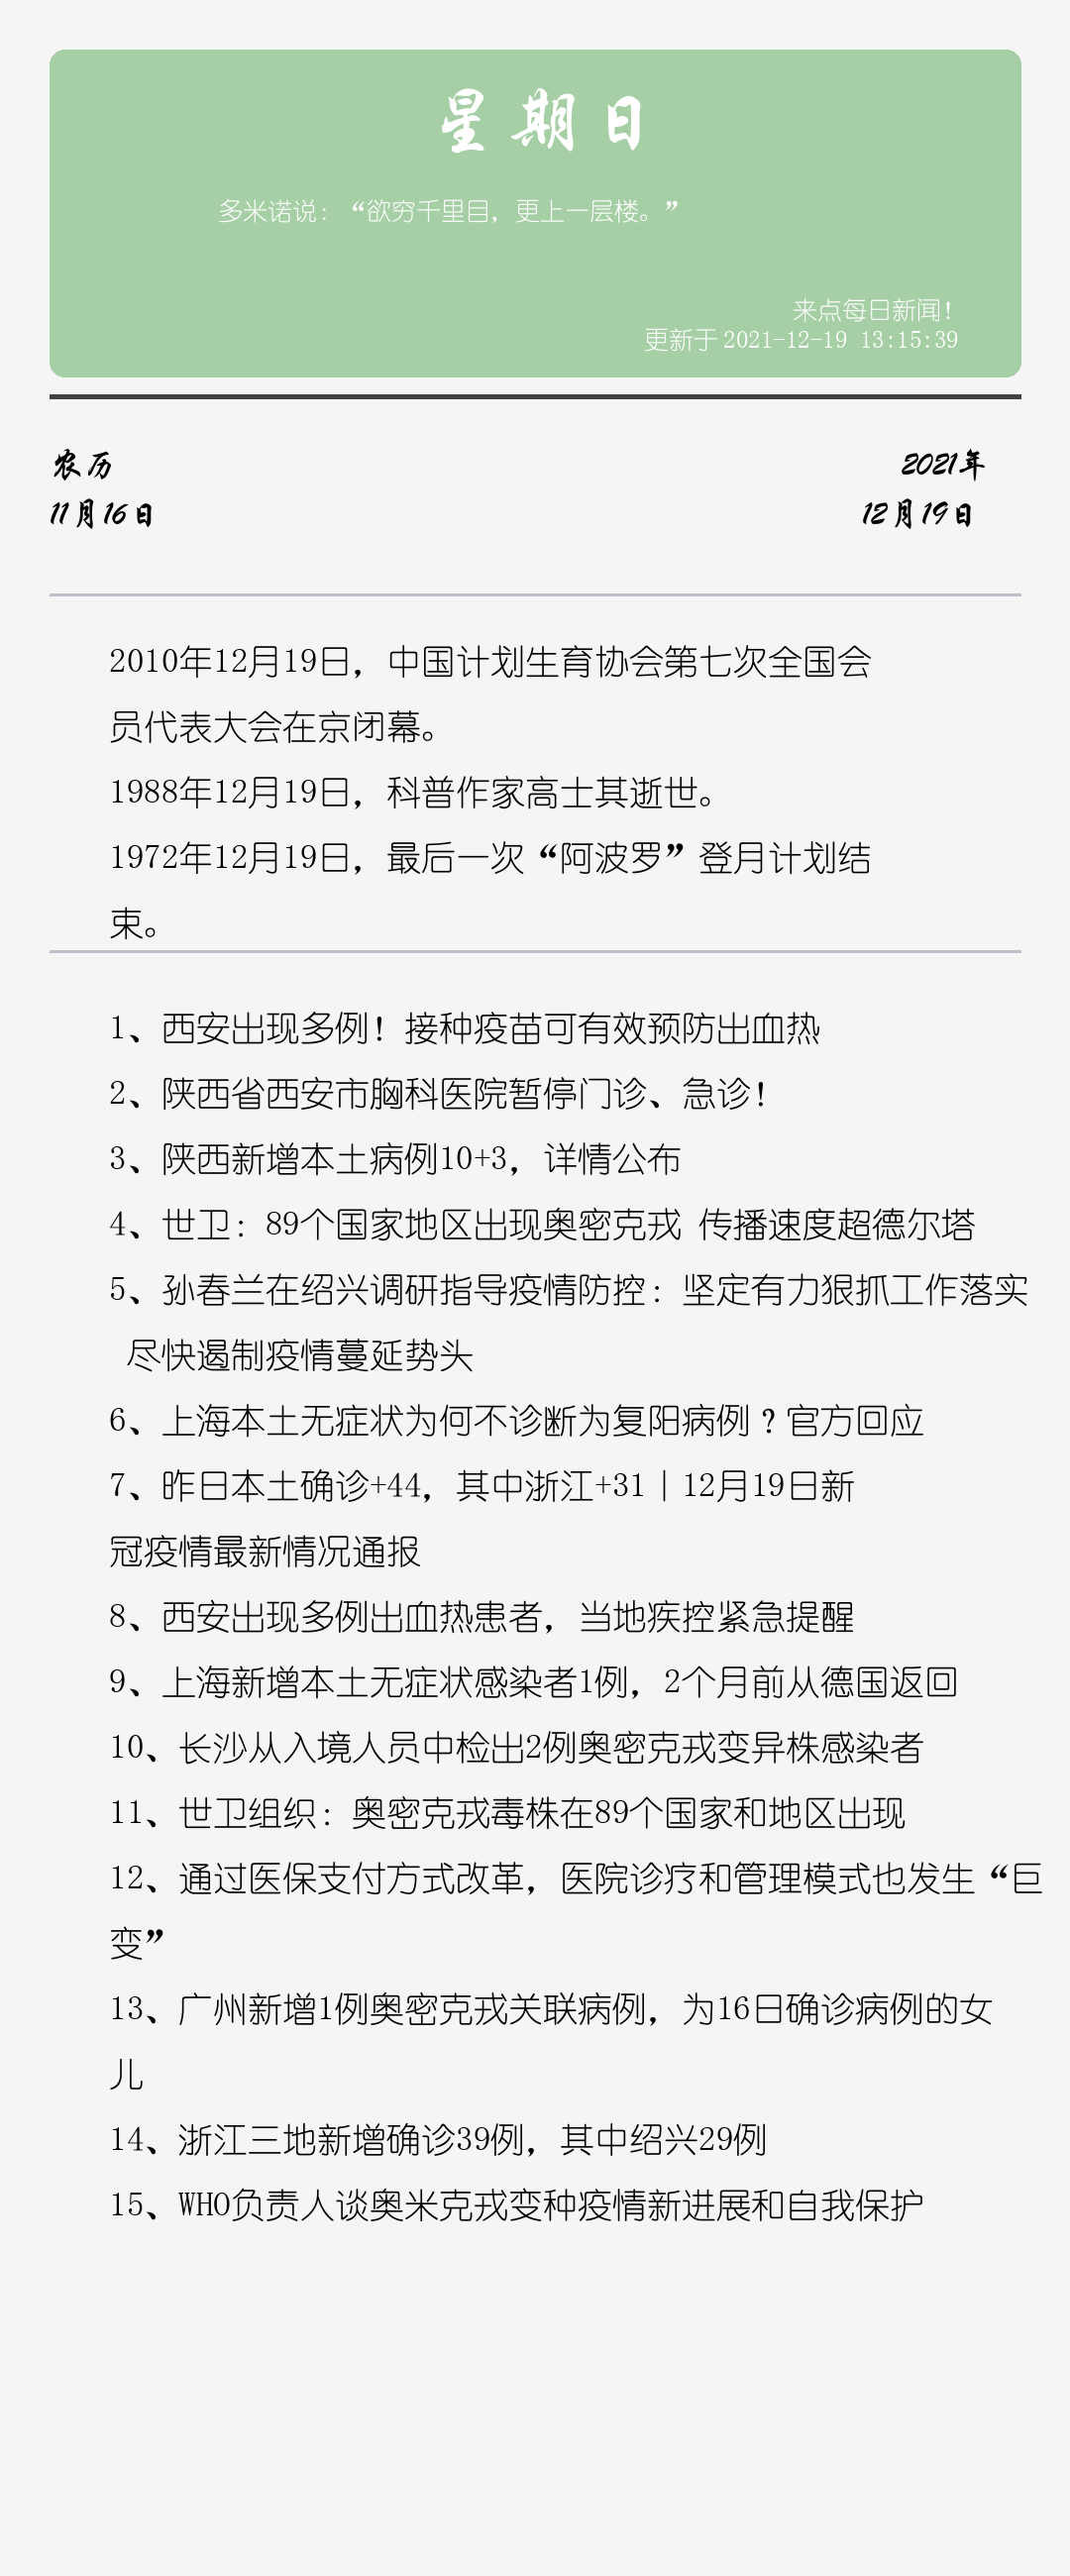 星期日
多米诺说：“欲穷千里目，更上一层楼。”
来点每日新闻！
更新于 2021-12-19 13:15:39
农历
2021年
11月16日
12月19日
2010年12月19日，中国计划生育协会第七次全国会
员代表大会在京闭幕。
1988年12月19日，科普作家高士其逝世。
1972年12月19日，最后一次“阿波罗”登月计划结
束。
1、西安出现多例！接种疫苗可有效预防出血热
2、陕西省西安市胸科医院暂停门诊、急诊！
3、陕西新增本土病例10+3，详情公布
4、世卫：89个国家地区出现奥密克戎 传播速度超德尔塔
5、孙春兰在绍兴调研指导疫情防控：坚定有力狠抓工作落实
尽快遏制疫情蔓延势头
6、上海本土无症状为何不诊断为复阳病例？官方回应
7、昨日本土确诊+44，其中浙江+31｜12月19日新
冠疫情最新情况通报
8、西安出现多例出血热患者，当地疾控紧急提醒
9、上海新增本土无症状感染者1例，2个月前从德国返回
10、长沙从入境人员中检出2例奥密克戎变异株感染者
11、世卫组织：奥密克戎毒株在89个国家和地区出现
12、通过医保支付方式改革，医院诊疗和管理模式也发生“巨
变”
13、广州新增1例奥密克戎关联病例，为16日确诊病例的女
儿
14、浙江三地新增确诊39例，其中绍兴29例
15、WHO负责人谈奥米克戎变种疫情新进展和自我保护